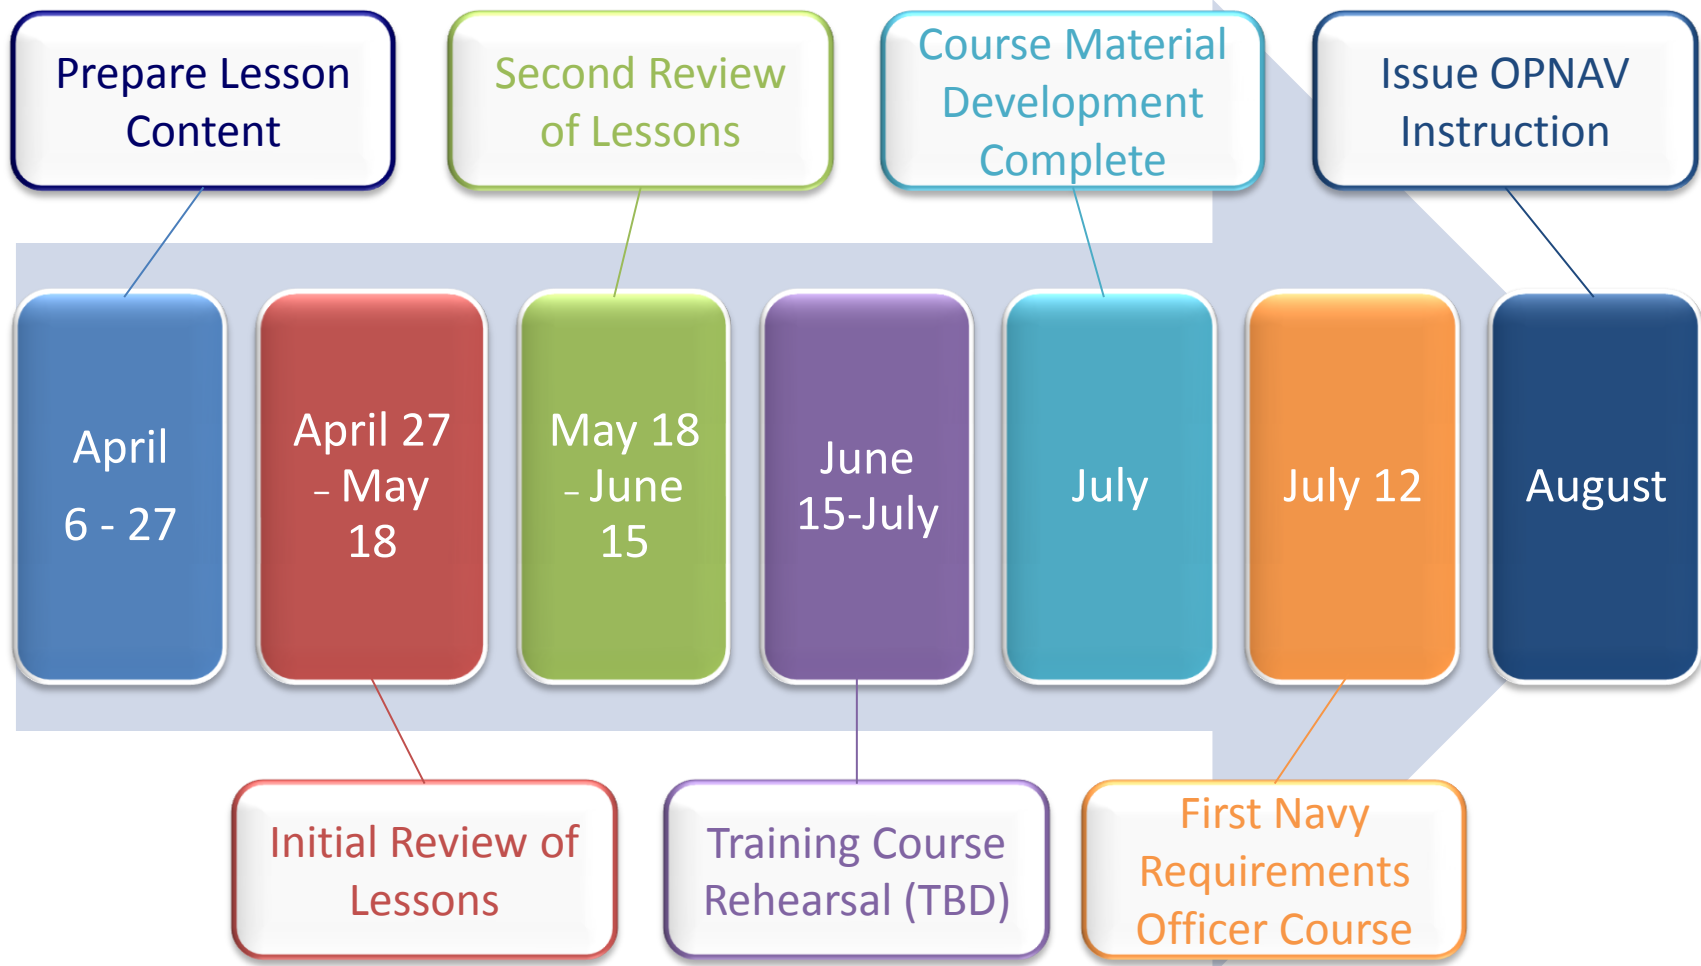 Prepare Lesson
Content
Second Review
of Lessons
Course Material
Development
Complete
Issue OPNAV
Instruction
April
6 - 27
April 27
– May
18
May 18
– June
15
June
15-July
July
July 12
August
Initial Review of
Lessons
Training Course
Rehearsal (TBD)
First Navy
Requirements
Officer Course